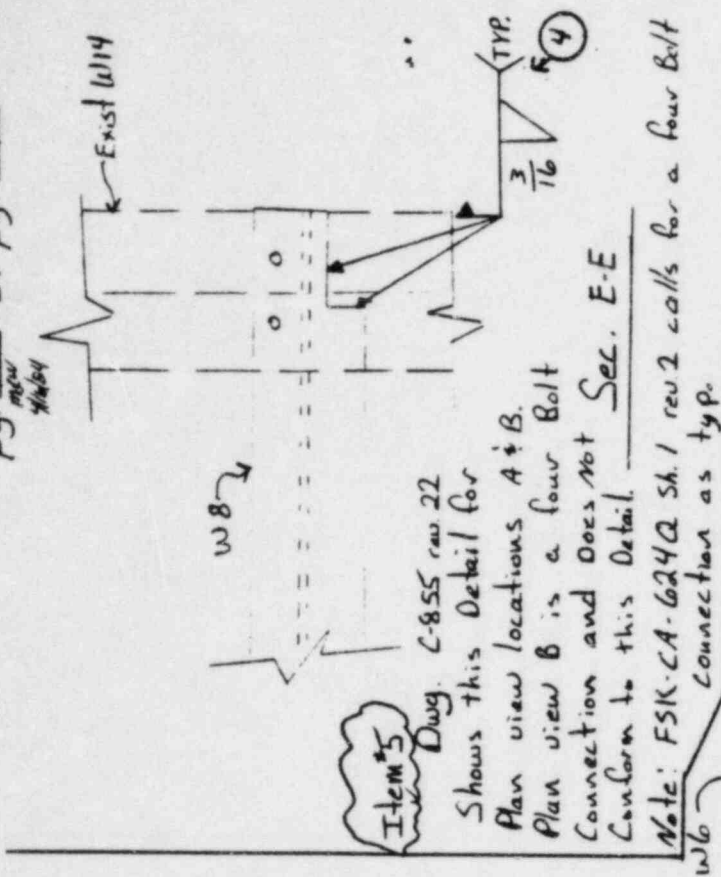 mew
Exist W14
W8
3/16
TYP.
4
Item #5
Dwg C-855 rev. 22
Shows this Detail for
Plan view locations A & B.
Plan view B is a four Bolt
Connection and Does Not
Conform to this Detail.
Sec. E-E
Note: FSK-CA-624Q Sh. 1 rev 2 calls for a four Bolt
connection as typ.
W6